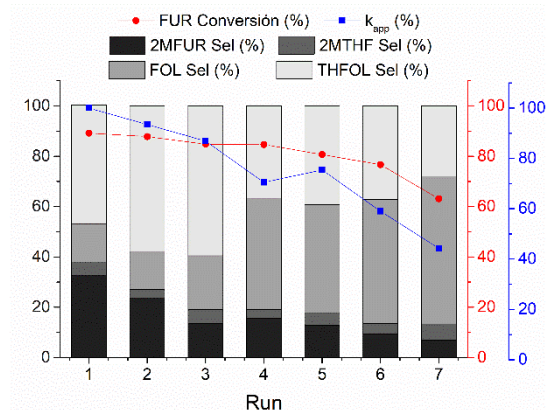 FUR Conversión (%) k_app (%)
2MFUR Sel (%) 2MTHF Sel (%)
FOL Sel (%) THFOL Sel (%)
100 100 100
80 80 80
60 60 60
40 40 40
20 20 20
0 0 0
1 2 3 4 5 6 7
Run